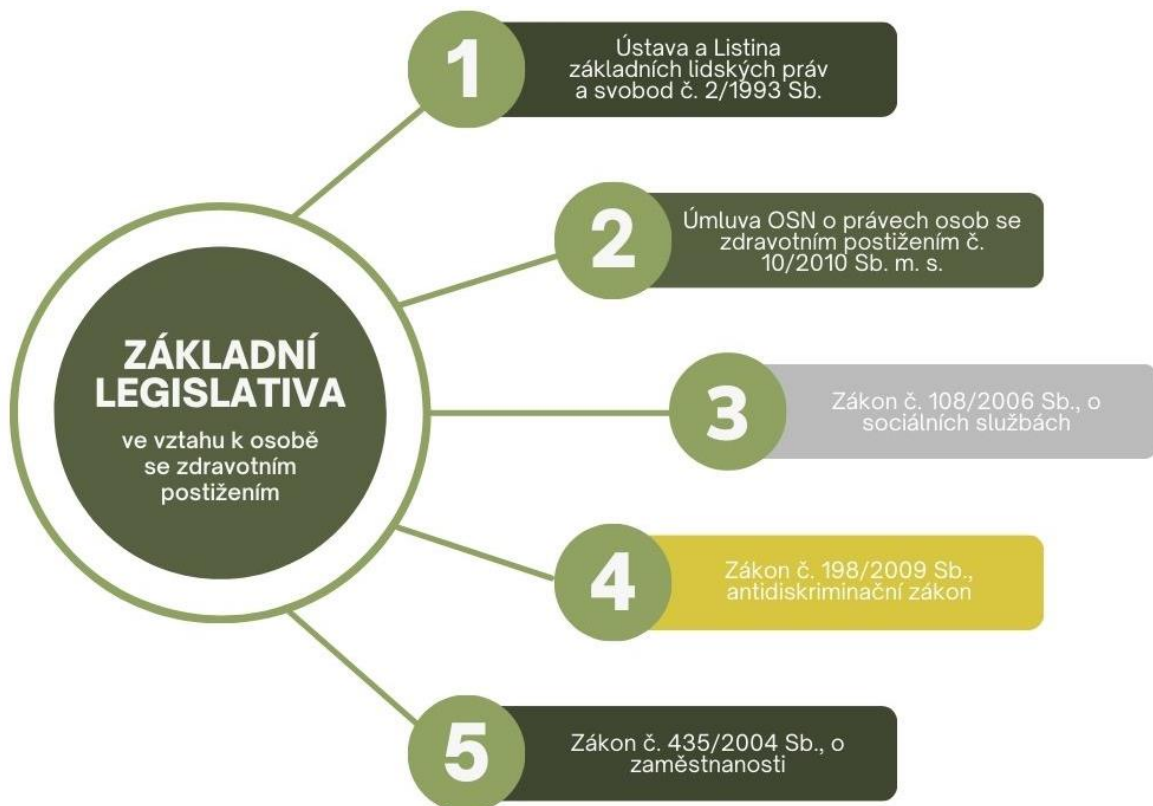 1
Ústava a Listina
základních lidských práv
a svobod č. 2/1993 Sb.
2
Úmluva OSN o právech osob se
zdravotním postižením č.
10/2010 Sb. m. s.
ZÁKLADNÍ
LEGISLATIVA
ve vztahu k osobě
se zdravotním
postižením
3
Zákon č. 108/2006 Sb., o
sociálních službách
4
Zákon č. 198/2009 Sb.,
antidiskriminační zákon
5
Zákon č. 435/2004 Sb., o
zaměstnanosti